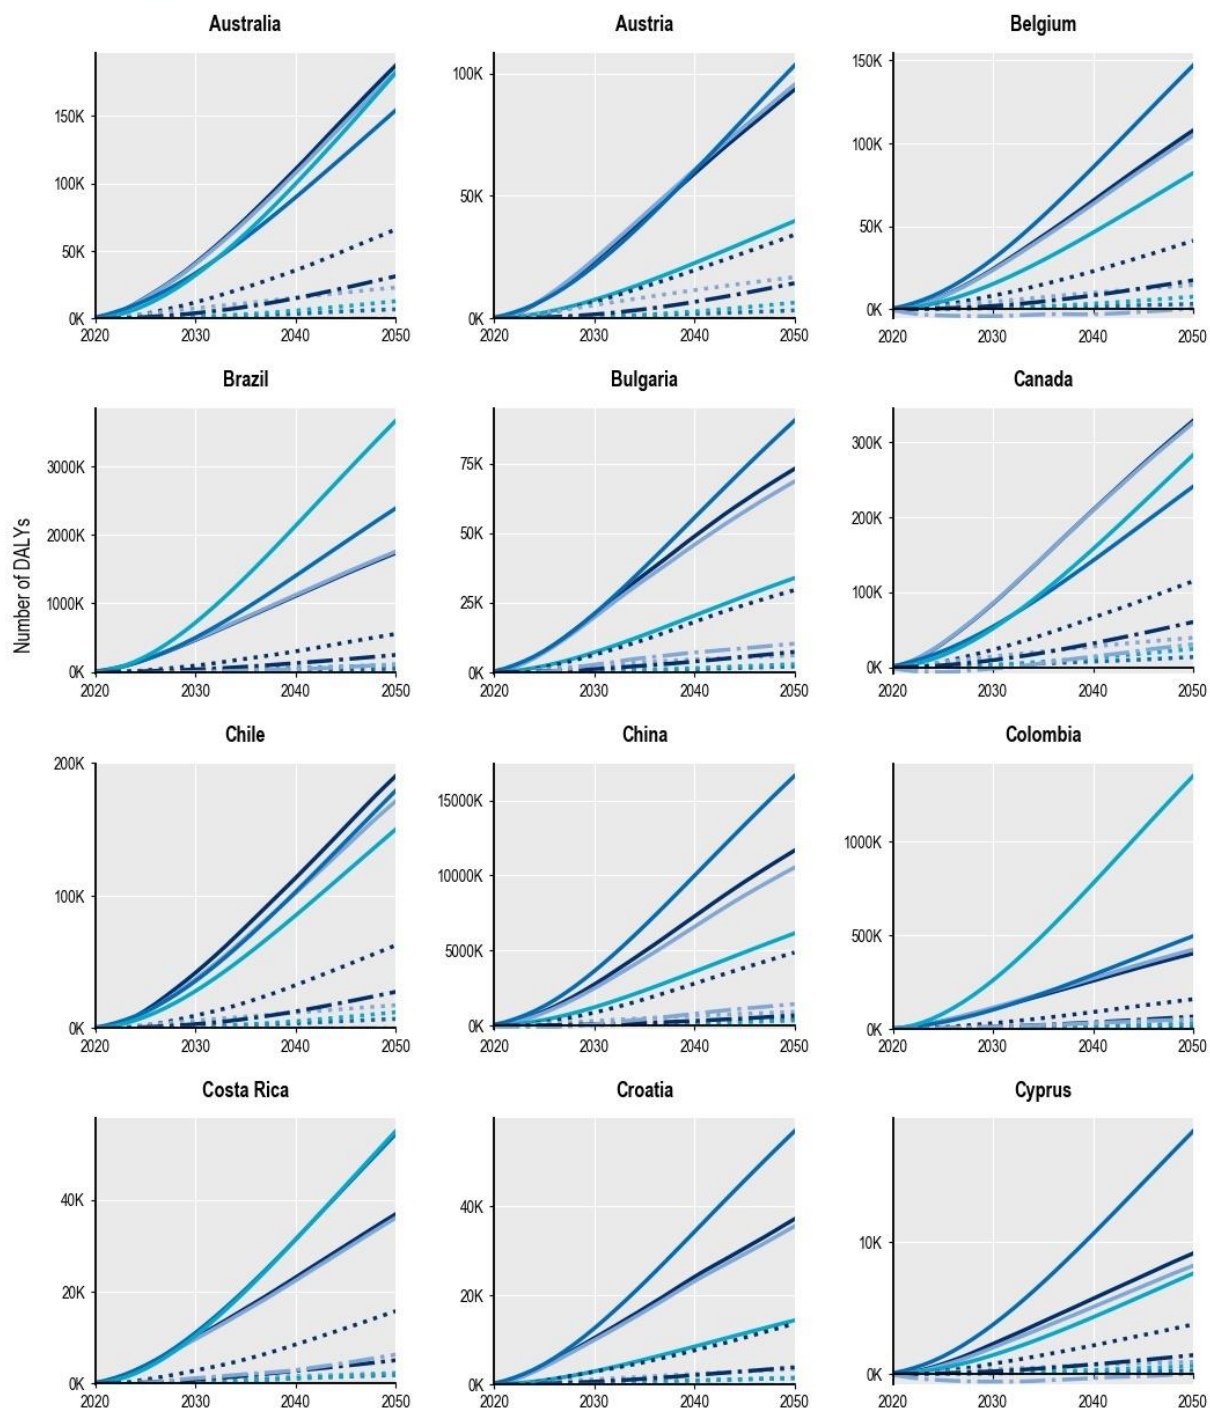 Australia Austria Belgium
150K 100K 50K 0K
100K 50K 0K
150K 100K 50K 0K
2020 2030 2040 2050 2020 2030 2040 2050 2020 2030 2040 2050
Brazil Bulgaria Canada
3000K 2000K 1000K 0K
75K 50K 25K 0K
300K 200K 100K 0K
2020 2030 2040 2050 2020 2030 2040 2050 2020 2030 2040 2050
Number of DALYs
Chile China Colombia
200K 100K 0K
15000K 10000K 5000K 0K
1000K 500K 0K
2020 2030 2040 2050 2020 2030 2040 2050 2020 2030 2040 2050
Costa Rica Croatia Cyprus
40K 20K 0K
40K 20K 0K
10K 0K
2020 2030 2040 2050 2020 2030 2040 2050 2020 2030 2040 2050